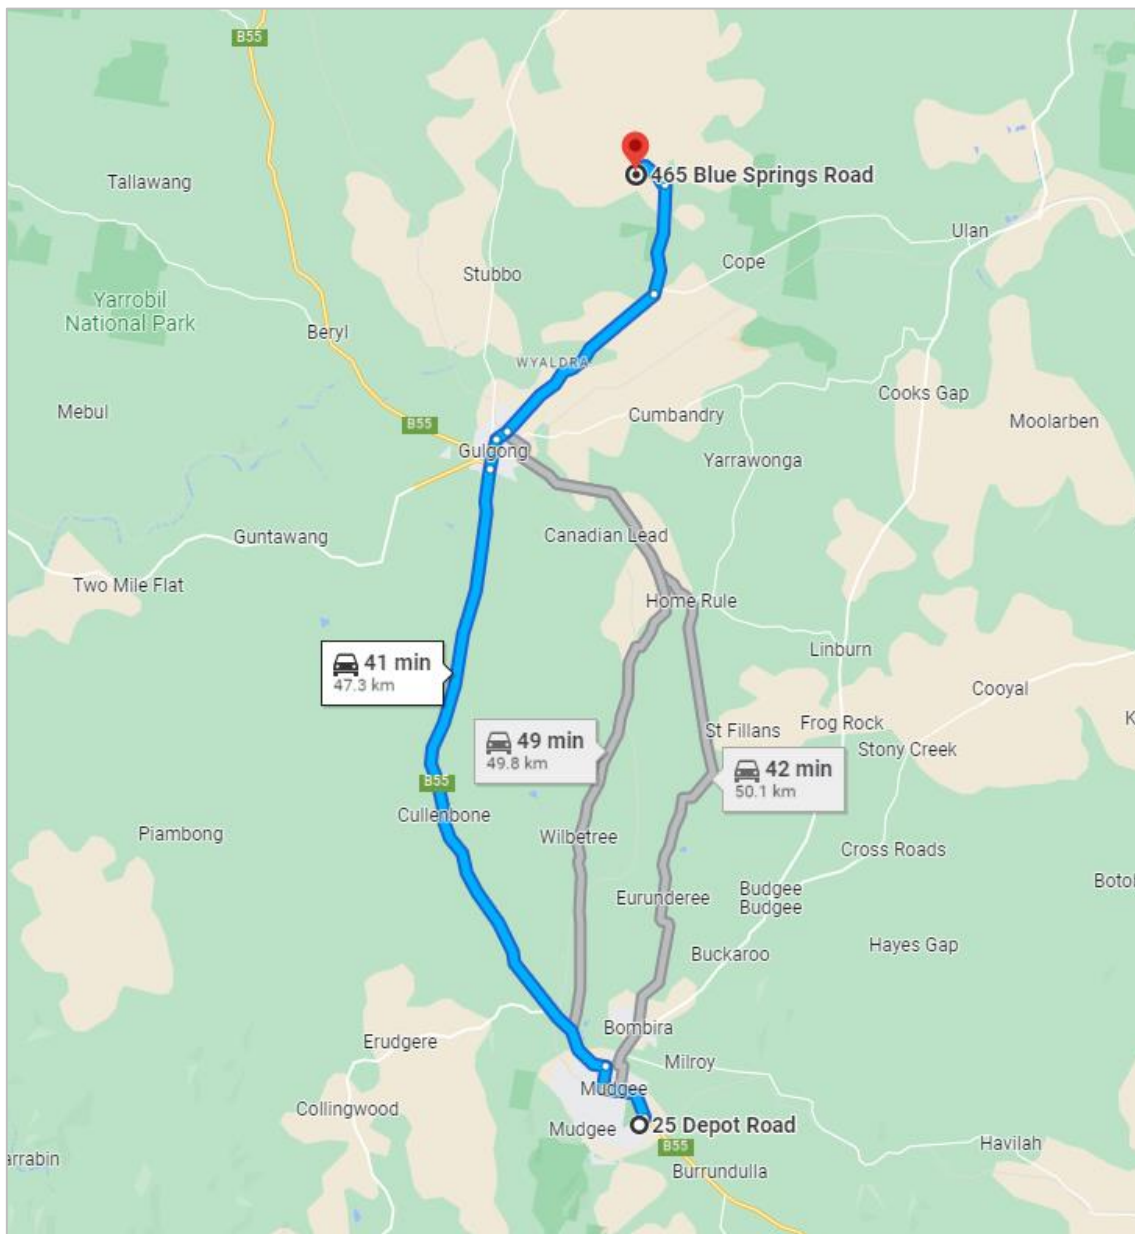 B55
465 Blue Springs Road
Tallawang
Ulan
Cope
Stubbo
Yarrobil
National Park
Beryl
WYALDRA
Cooks Gap
Mebul
Cumbandry
Moolarben
B55
Gulgong
Yarrawonga
Guntawang
Canadian Lead
Two Mile Flat
Home Rule
Linburn
41 min
47.3 km
Cooyal
K
St Fillans
Frog Rock
49 min
49.8 km
Stony Creek
42 min
50.1 km
B55
Cullenbone
Piambong
Wilbetree
Cross Roads
Botol
Budgee
Budgee
Eurunderee
Hayes Gap
Buckaroo
Bombira
Erudgere
Milroy
Mudgee
Collingwood
25 Depot Road
Mudgee
Havilah
B55
arrabin
Burrundulla